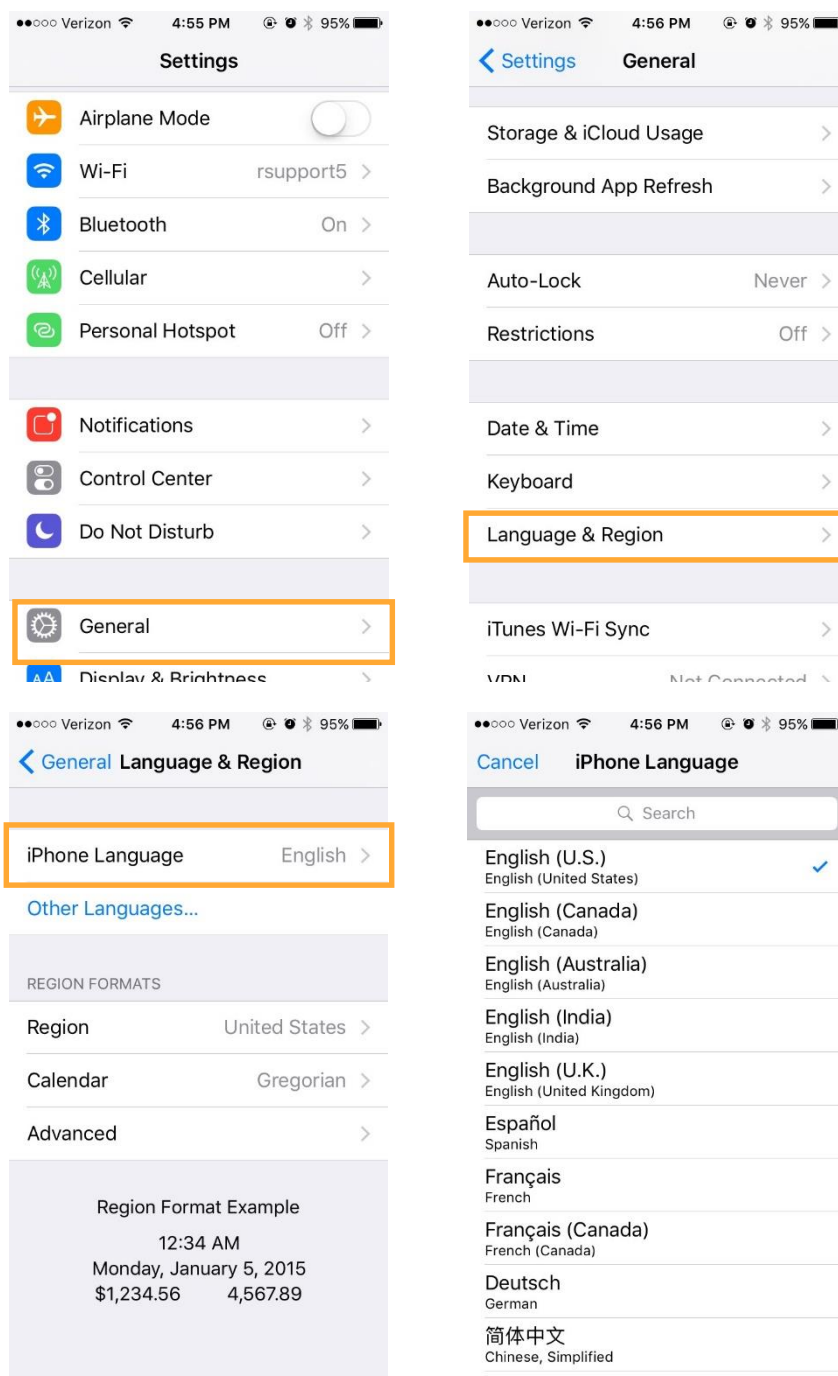 Verizon 4:55 PM 95%
Settings
Airplane Mode
Wi-Fi rsupport5
Bluetooth On
Cellular
Personal Hotspot Off
Notifications
Control Center
Do Not Disturb
General
AA Display & Brightness
Verizon 4:56 PM 95%
Settings General
Storage & iCloud Usage
Background App Refresh
Auto-Lock Never
Restrictions Off
Date & Time
Keyboard
Language & Region
iTunes Wi-Fi Sync
VPN Not Connected
Verizon 4:56 PM 95%
General Language & Region
iPhone Language English
Other Languages...
REGION FORMATS
Region United States
Calendar Gregorian
Advanced
Region Format Example
12:34 AM
Monday, January 5, 2015
$1,234.56 4,567.89
Verizon 4:56 PM 95%
Cancel iPhone Language
Search
English (U.S.)
English (United States)
English (Canada)
English (Canada)
English (Australia)
English (Australia)
English (India)
English (India)
English (U.K.)
English (United Kingdom)
Español
Spanish
Français
French
Français (Canada)
French (Canada)
Deutsch
German
简体中文
Chinese, Simplified